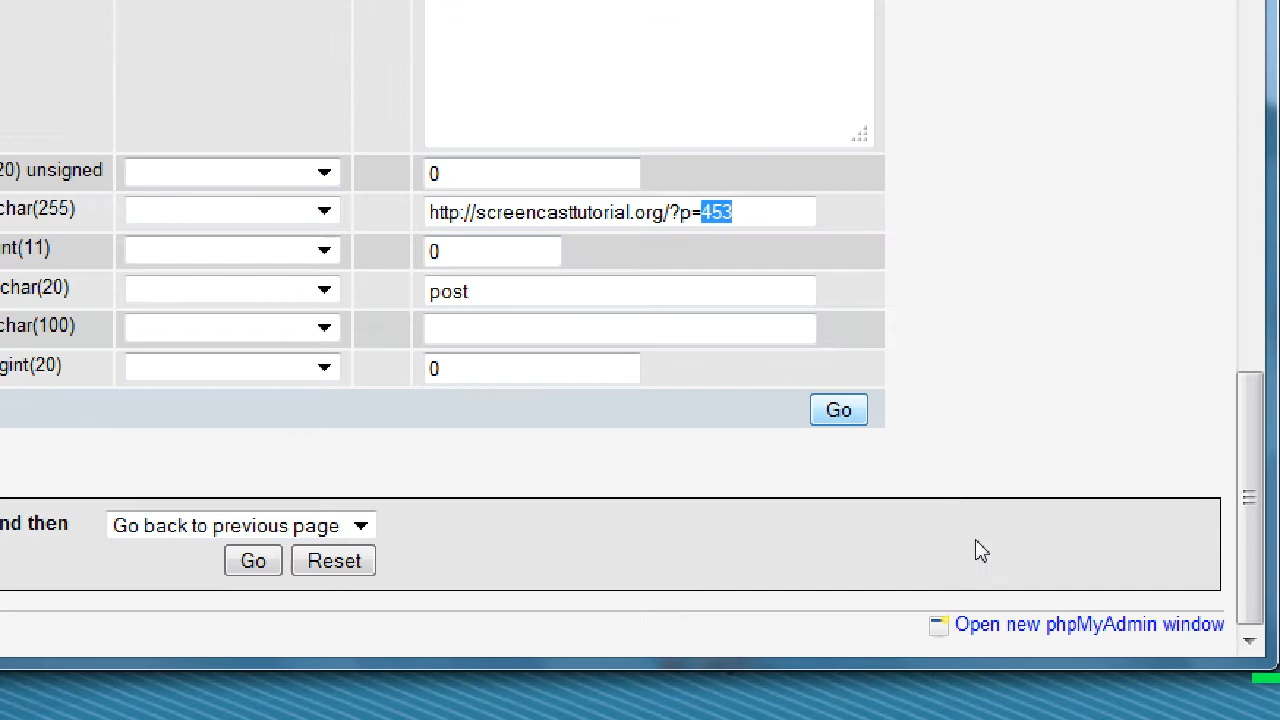 20) unsigned 0
char(255) http://screencasttutorial.org/?p=453
nt(11) 0
char(20) post
char(100)
gint(20) 0
Go
nd then Go back to previous page
Go Reset
Open new phpMyAdmin window